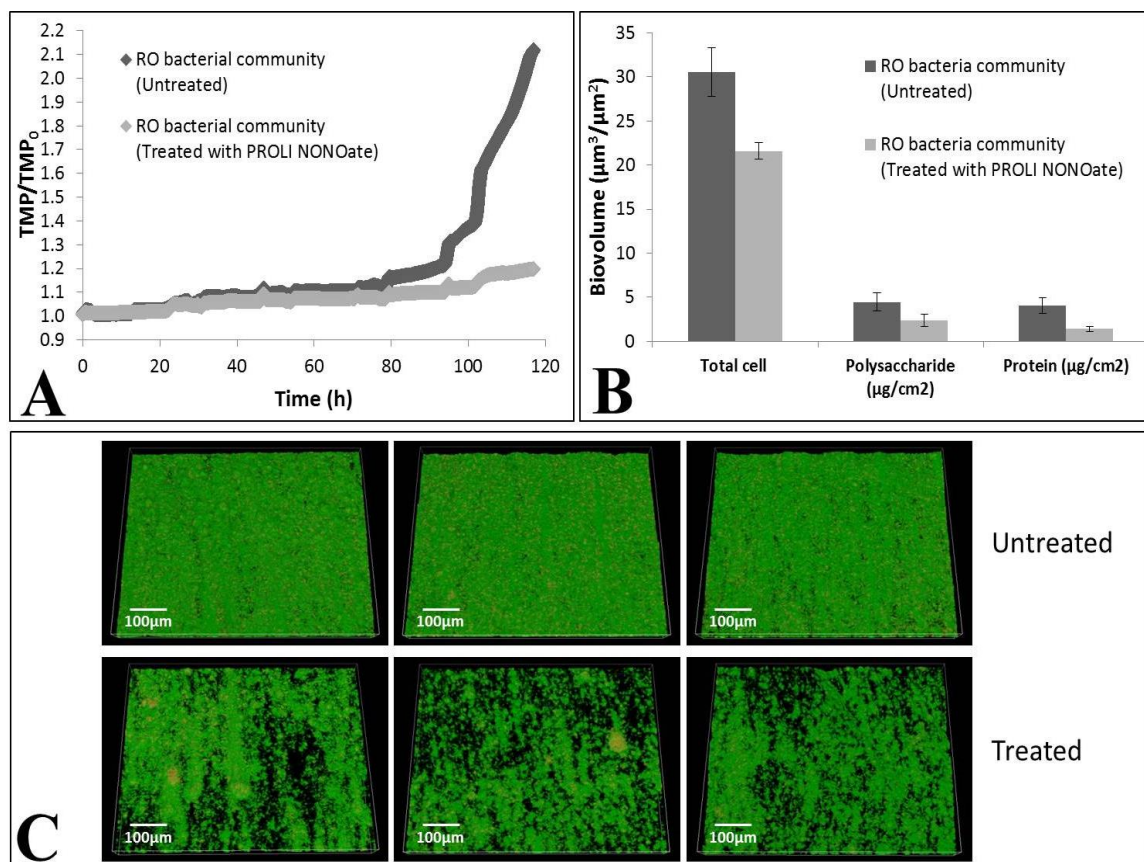 2.2
2.1
2.0
1.9
1.8
1.7
1.6
1.5
1.4
1.3
1.2
1.1
1.0
0.9
TMP/TMP₀
RO bacterial community
(Untreated)
RO bacterial community
(Treated with PROLI NONOate)
0 20 40 60 80 100 120
Time (h)
A
35
30
25
20
15
10
5
0
Biovolume (µm³/µm²)
RO bacteria community
(Untreated)
RO bacterial community
(Treated with PROLI NONOate)
Total cell Polysaccharide Protein (µg/cm2)
(µg/cm2)
B
100µm 100µm 100µm
Untreated
100µm 100µm 100µm
Treated
C